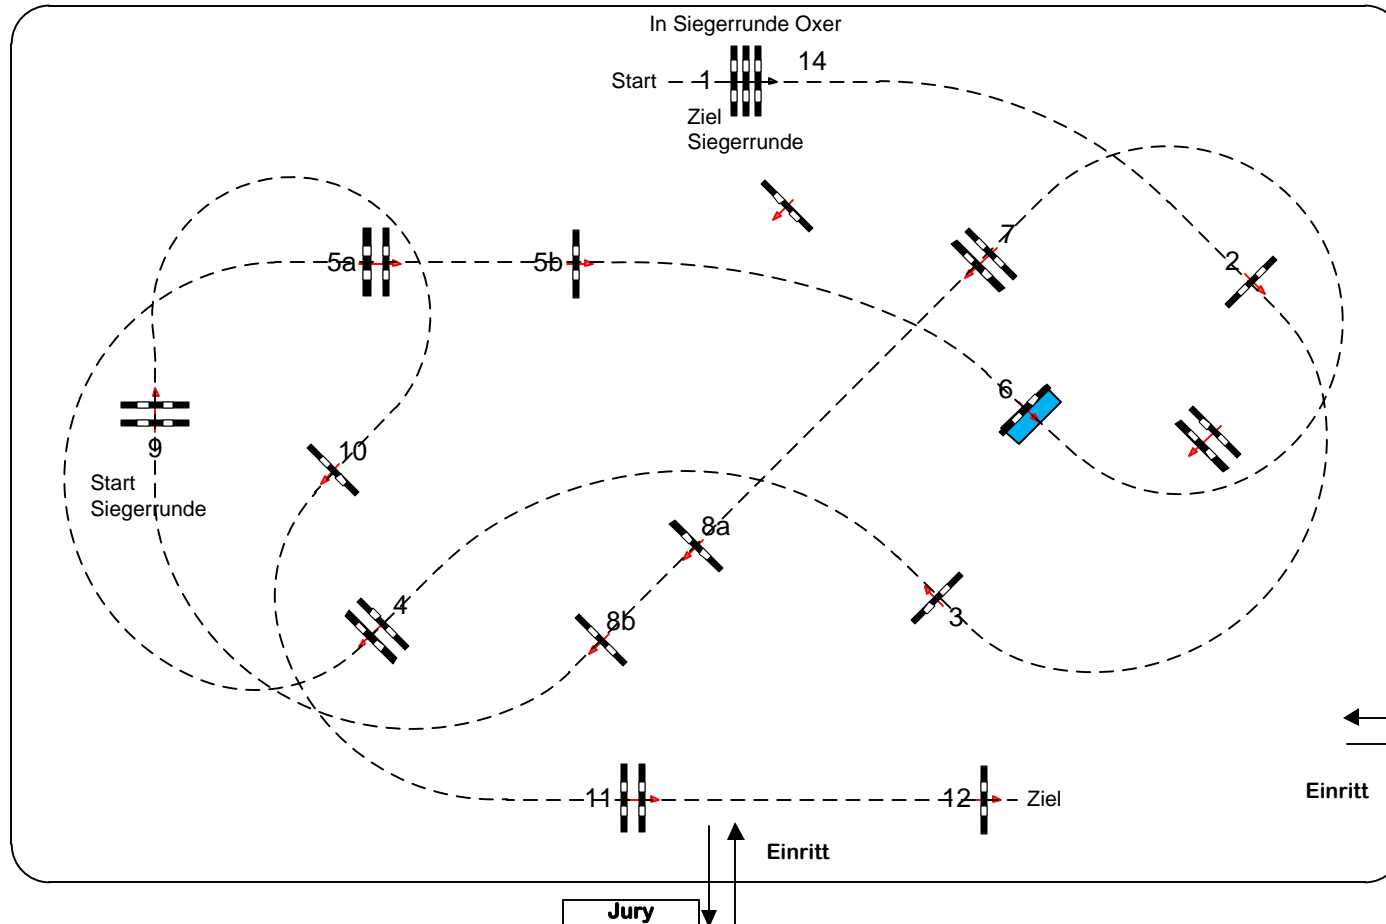 In Siegerrunde Oxer
14
Start
1
Ziel
Siegerrunde
7
2
5a
5b
6
9
10
Start
Siegerrunde
8a
4
8b
3
11
12
Ziel
Einritt
Einritt
Jury